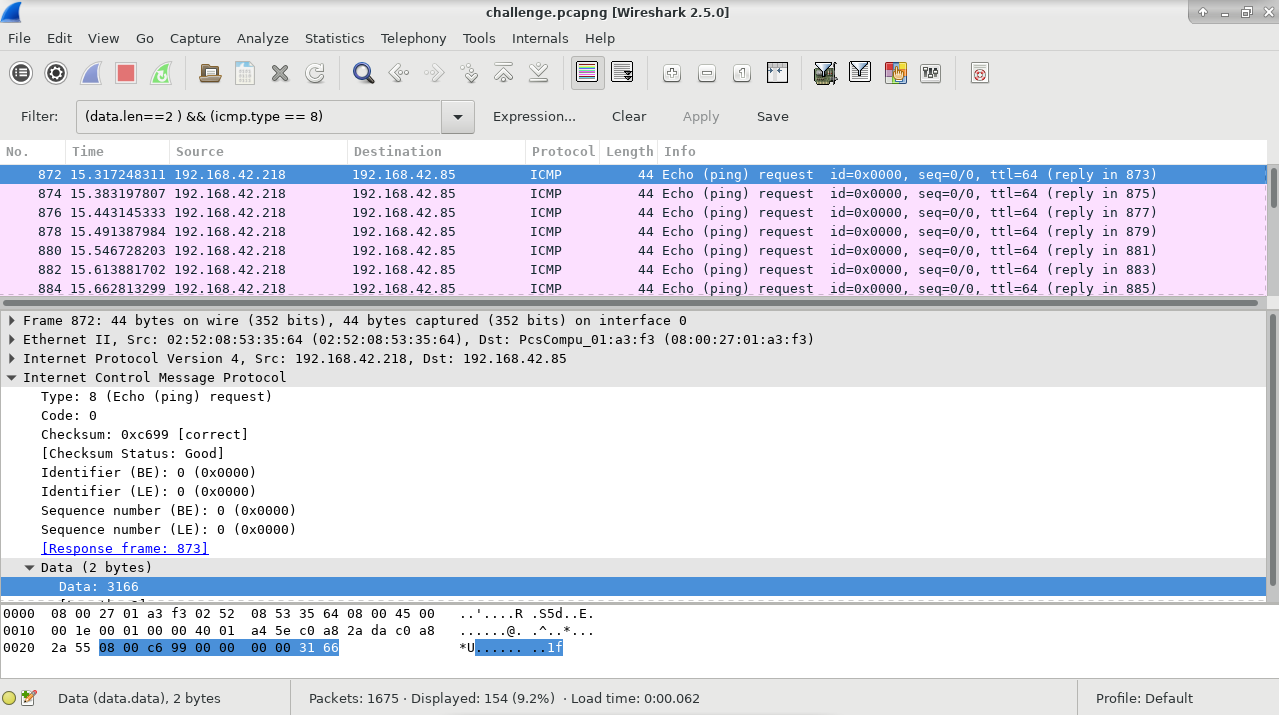 challenge.pcapng [Wireshark 2.5.0]
File Edit View Go Capture Analyze Statistics Telephony Tools Internals Help
Filter: (data.len==2 ) && (icmp.type == 8) Expression... Clear Apply Save
No. Time Source Destination Protocol Length Info
872 15.317248311 192.168.42.218 192.168.42.85 ICMP 44 Echo (ping) request id=0x0000, seq=0/0, ttl=64 (reply in 873)
874 15.383197807 192.168.42.218 192.168.42.85 ICMP 44 Echo (ping) request id=0x0000, seq=0/0, ttl=64 (reply in 875)
876 15.443145333 192.168.42.218 192.168.42.85 ICMP 44 Echo (ping) request id=0x0000, seq=0/0, ttl=64 (reply in 877)
878 15.491387984 192.168.42.218 192.168.42.85 ICMP 44 Echo (ping) request id=0x0000, seq=0/0, ttl=64 (reply in 879)
880 15.546728203 192.168.42.218 192.168.42.85 ICMP 44 Echo (ping) request id=0x0000, seq=0/0, ttl=64 (reply in 881)
882 15.613881702 192.168.42.218 192.168.42.85 ICMP 44 Echo (ping) request id=0x0000, seq=0/0, ttl=64 (reply in 883)
884 15.662813299 192.168.42.218 192.168.42.85 ICMP 44 Echo (ping) request id=0x0000, seq=0/0, ttl=64 (reply in 885)
Frame 872: 44 bytes on wire (352 bits), 44 bytes captured (352 bits) on interface 0
Ethernet II, Src: 02:52:08:53:35:64 (02:52:08:53:35:64), Dst: PcsCompu_01:a3:f3 (08:00:27:01:a3:f3)
Internet Protocol Version 4, Src: 192.168.42.218, Dst: 192.168.42.85
Internet Control Message Protocol
Type: 8 (Echo (ping) request)
Code: 0
Checksum: 0xc699 [correct]
[Checksum Status: Good]
Identifier (BE): 0 (0x0000)
Identifier (LE): 0 (0x0000)
Sequence number (BE): 0 (0x0000)
Sequence number (LE): 0 (0x0000)
[Response frame: 873]
Data (2 bytes)
Data: 3166
0000 08 00 27 01 a3 f3 02 52 08 53 35 64 08 00 45 00 ..'....R .S5d..E.
0010 00 1e 00 01 00 00 40 01 a4 5e c0 a8 2a da c0 a8 ......@. .^..*...
0020 2a 55 08 00 c6 99 00 00 00 00 31 66 *U...... ..1f
Data (data.data), 2 bytes Packets: 1675 · Displayed: 154 (9.2%) · Load time: 0:00.062 Profile: Default